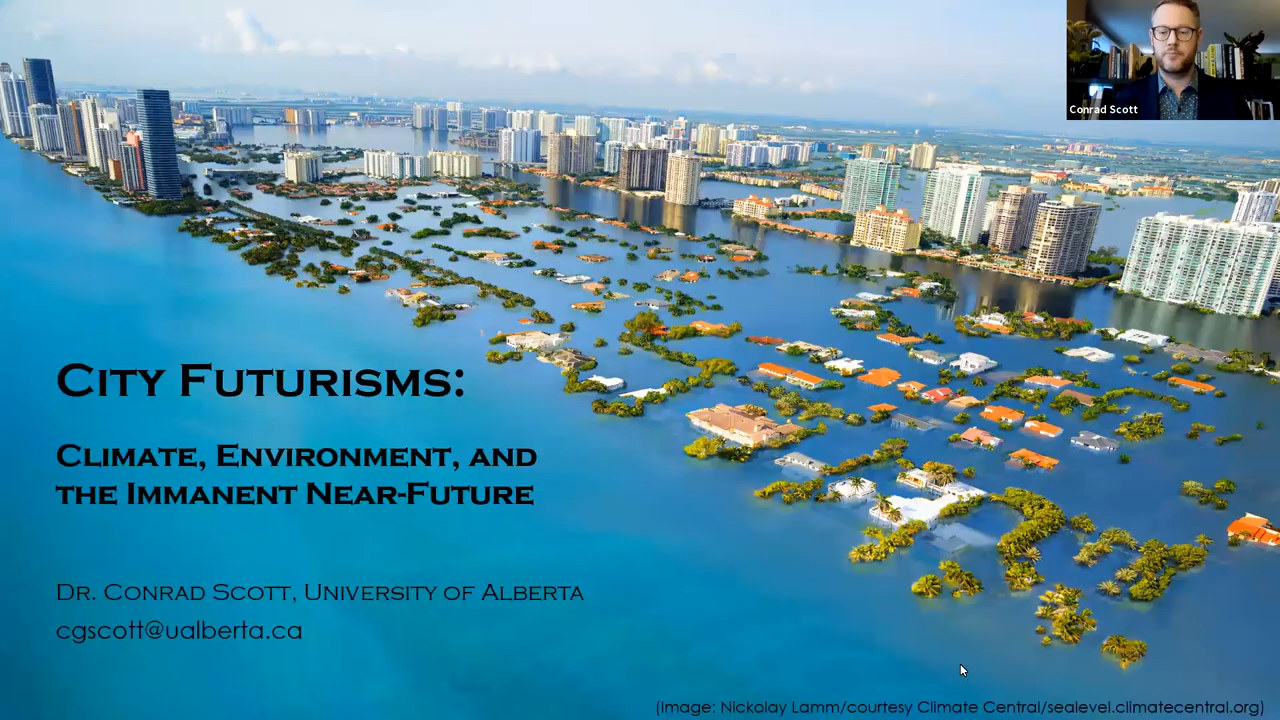 Conrad Scott
City Futurisms:
Climate, Environment, and
the Immanent Near-Future
Dr. Conrad Scott, University of Alberta
cgscott@ualberta.ca
(Image: Nickolay Lamm/courtesy Climate Central/sealevel.climatecentral.org)